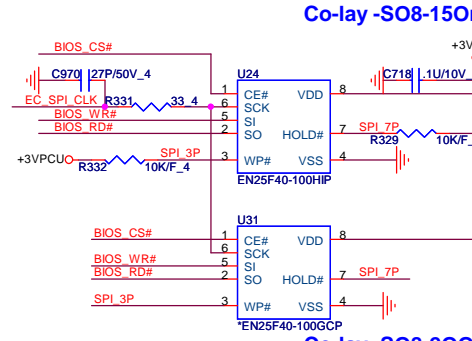 Co-lay -SO8-15
+3V
BIOS_CS#
C970 27P/50V_4
EC_SPI_CLK R331 33_4
BIOS_WR#
BIOS_RD#
+3VPCU R332 10K/F_4 SPI_3P
U24
1 CE# VDD 8
6 SCK
5 SI
2 SO HOLD# 7
3 WP# VSS 4
EN25F40-100HIP
C718 .1U/10V_
SPI_7P
R329 10K/F_
U31
BIOS_CS# 1 CE# VDD 8
6 SCK
BIOS_WR# 5 SI
BIOS_RD# 2 SO HOLD# 7 SPI_7P
SPI_3P 3 WP# VSS 4
*EN25F40-100GCP